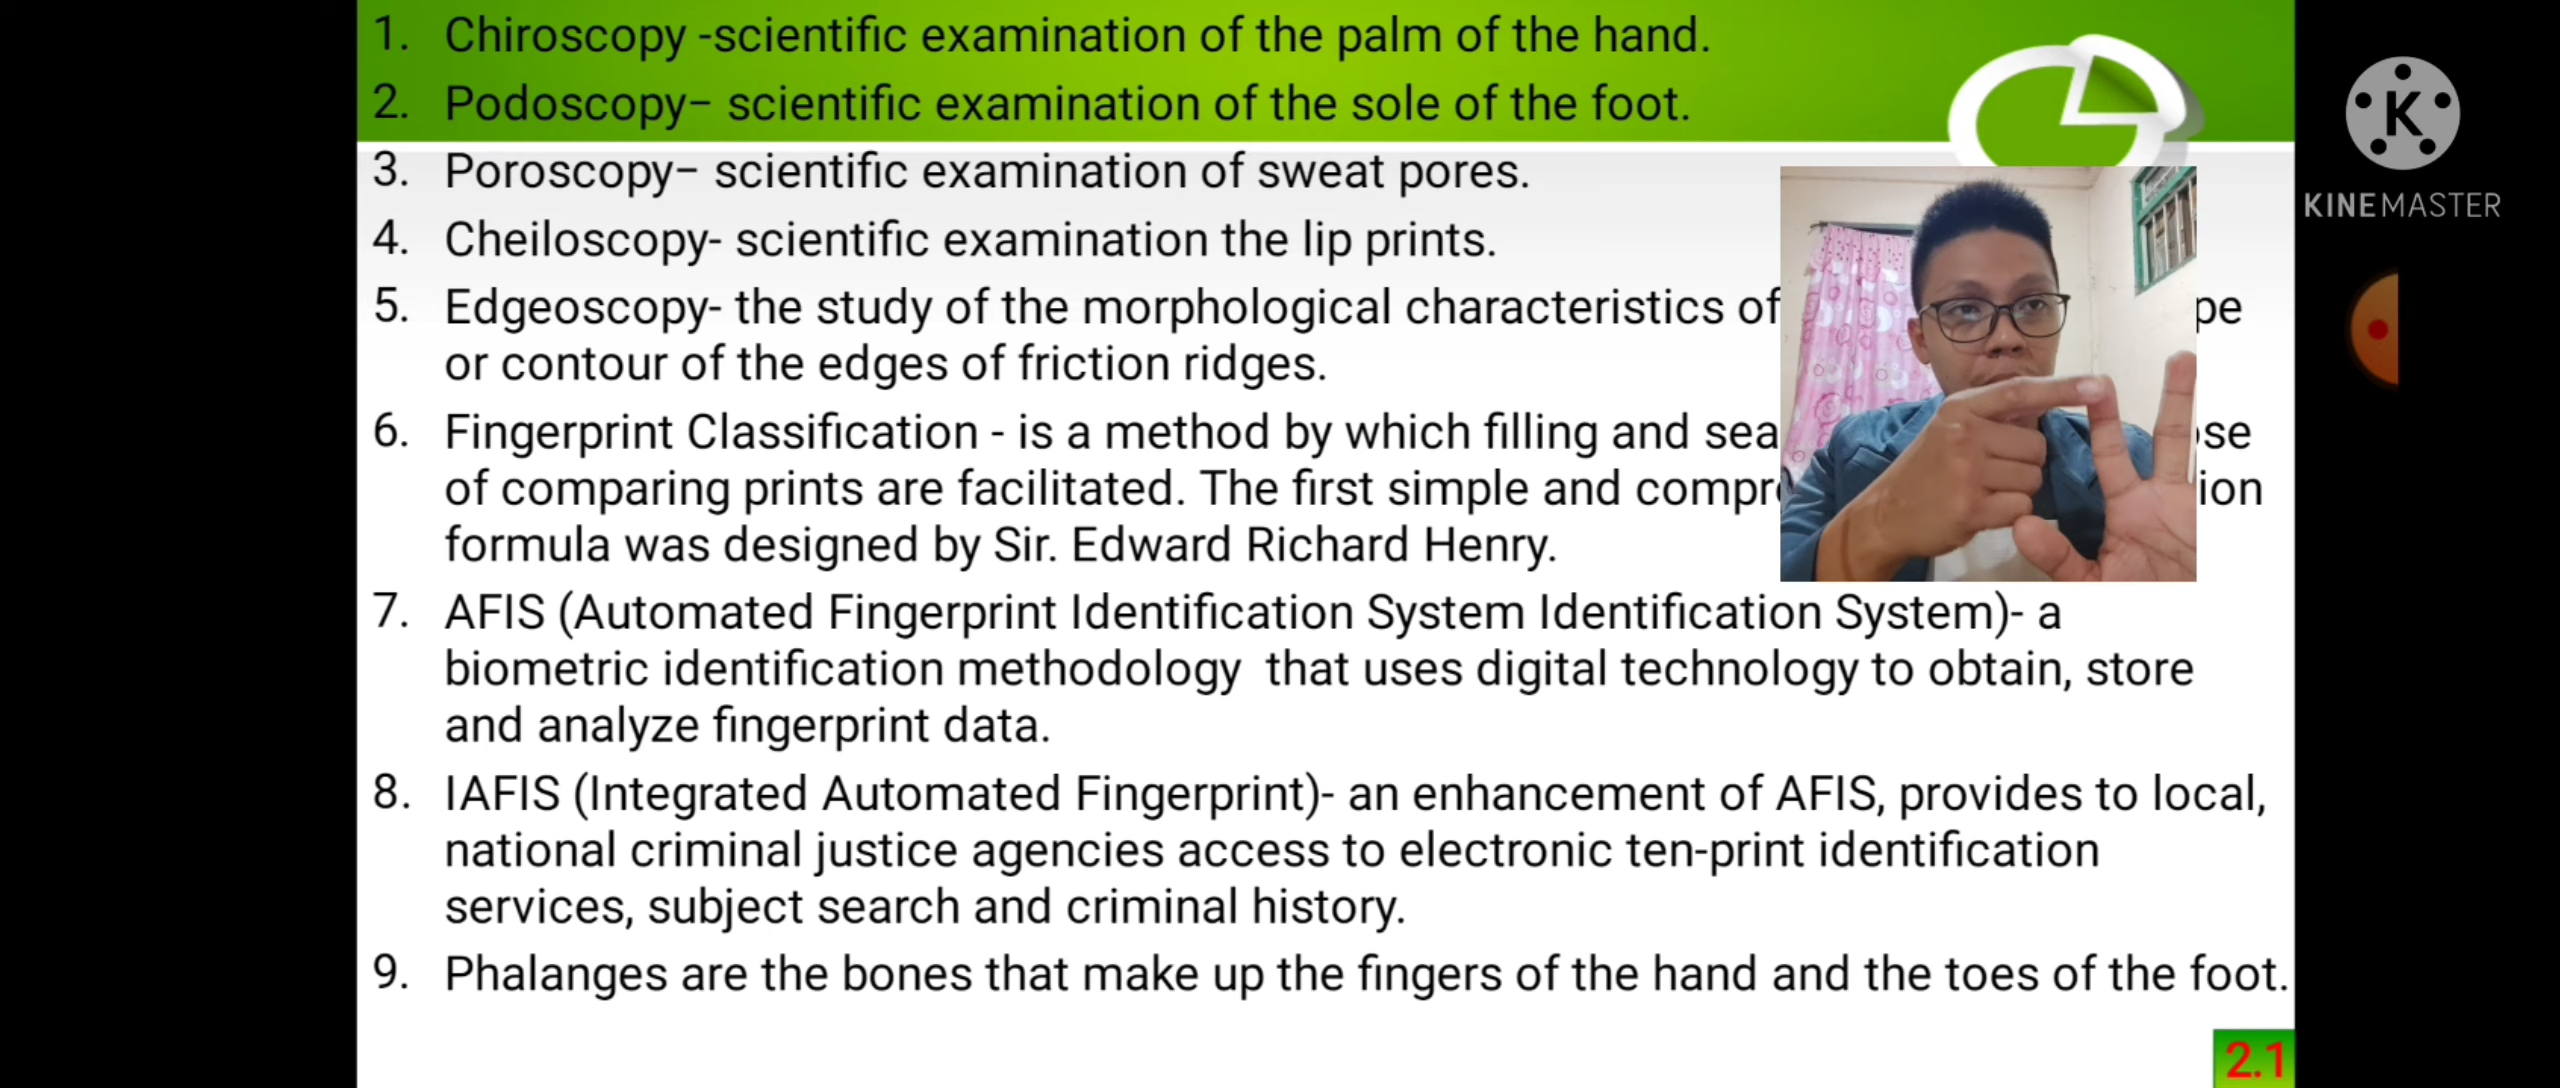 1. Chiroscopy -scientific examination of the palm of the hand.
2. Podoscopy– scientific examination of the sole of the foot.
3. Poroscopy– scientific examination of sweat pores.
4. Cheiloscopy- scientific examination the lip prints.
5. Edgeoscopy- the study of the morphological characteristics of
or contour of the edges of friction ridges.
6. Fingerprint Classification - is a method by which filling and
of comparing prints are facitated. The first simple and
formula was designed by Sir. Edward Richard Henry.
7. AFIS (Automated Fingerprint Identification System Identification System)- a
biometric identification methodology that uses digital technology to obtain, store
and analyze fingerprint data.
8. IAFIS (Integrated Automated Fingerprint)- an enhancement of AFIS, provides to local,
national criminal justice agencies access to electronic ten-print identification
services, subject search and criminal history.
9. Phalanges are the bones that make up the fingers of the hand and the toes of the foot.
2.1
K
KINEMASTER